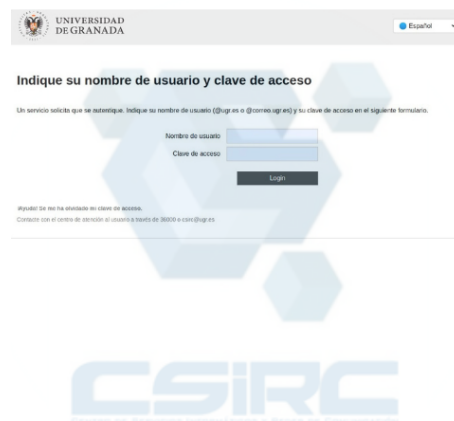 UNIVERSIDAD
DE GRANADA
Español
Indique su nombre de usuario y clave de acceso
Un servicio solicita que se autentique. Indique su nombre de usuario (@ugr.es o @correo.ugr.es) y su clave de acceso en el siguiente formulario.
Nombre de usuario
Clave de acceso
Login
¡Ayuda! Se me ha olvidado mi clave de acceso.
Contacte con el centro de atención al usuario a través de 36000 o csirc@ugr.es
CSIRC